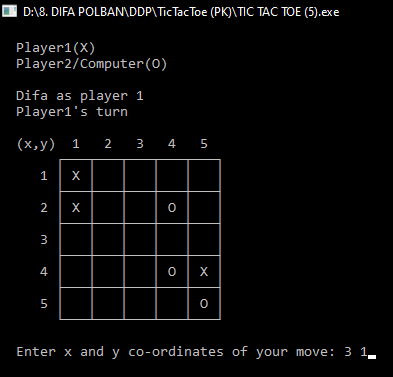 D:\8. DIFA POLBAN\DDP\TicTacToe (PK)\TIC TAC TOE (5).exe
Player1(X)
Player2/Computer(O)
Difa as player 1
Player1's turn
(x,y) 1 2 3 4 5
1 X
2 X O
3
4 O X
5 O
Enter x and y co-ordinates of your move: 3 1